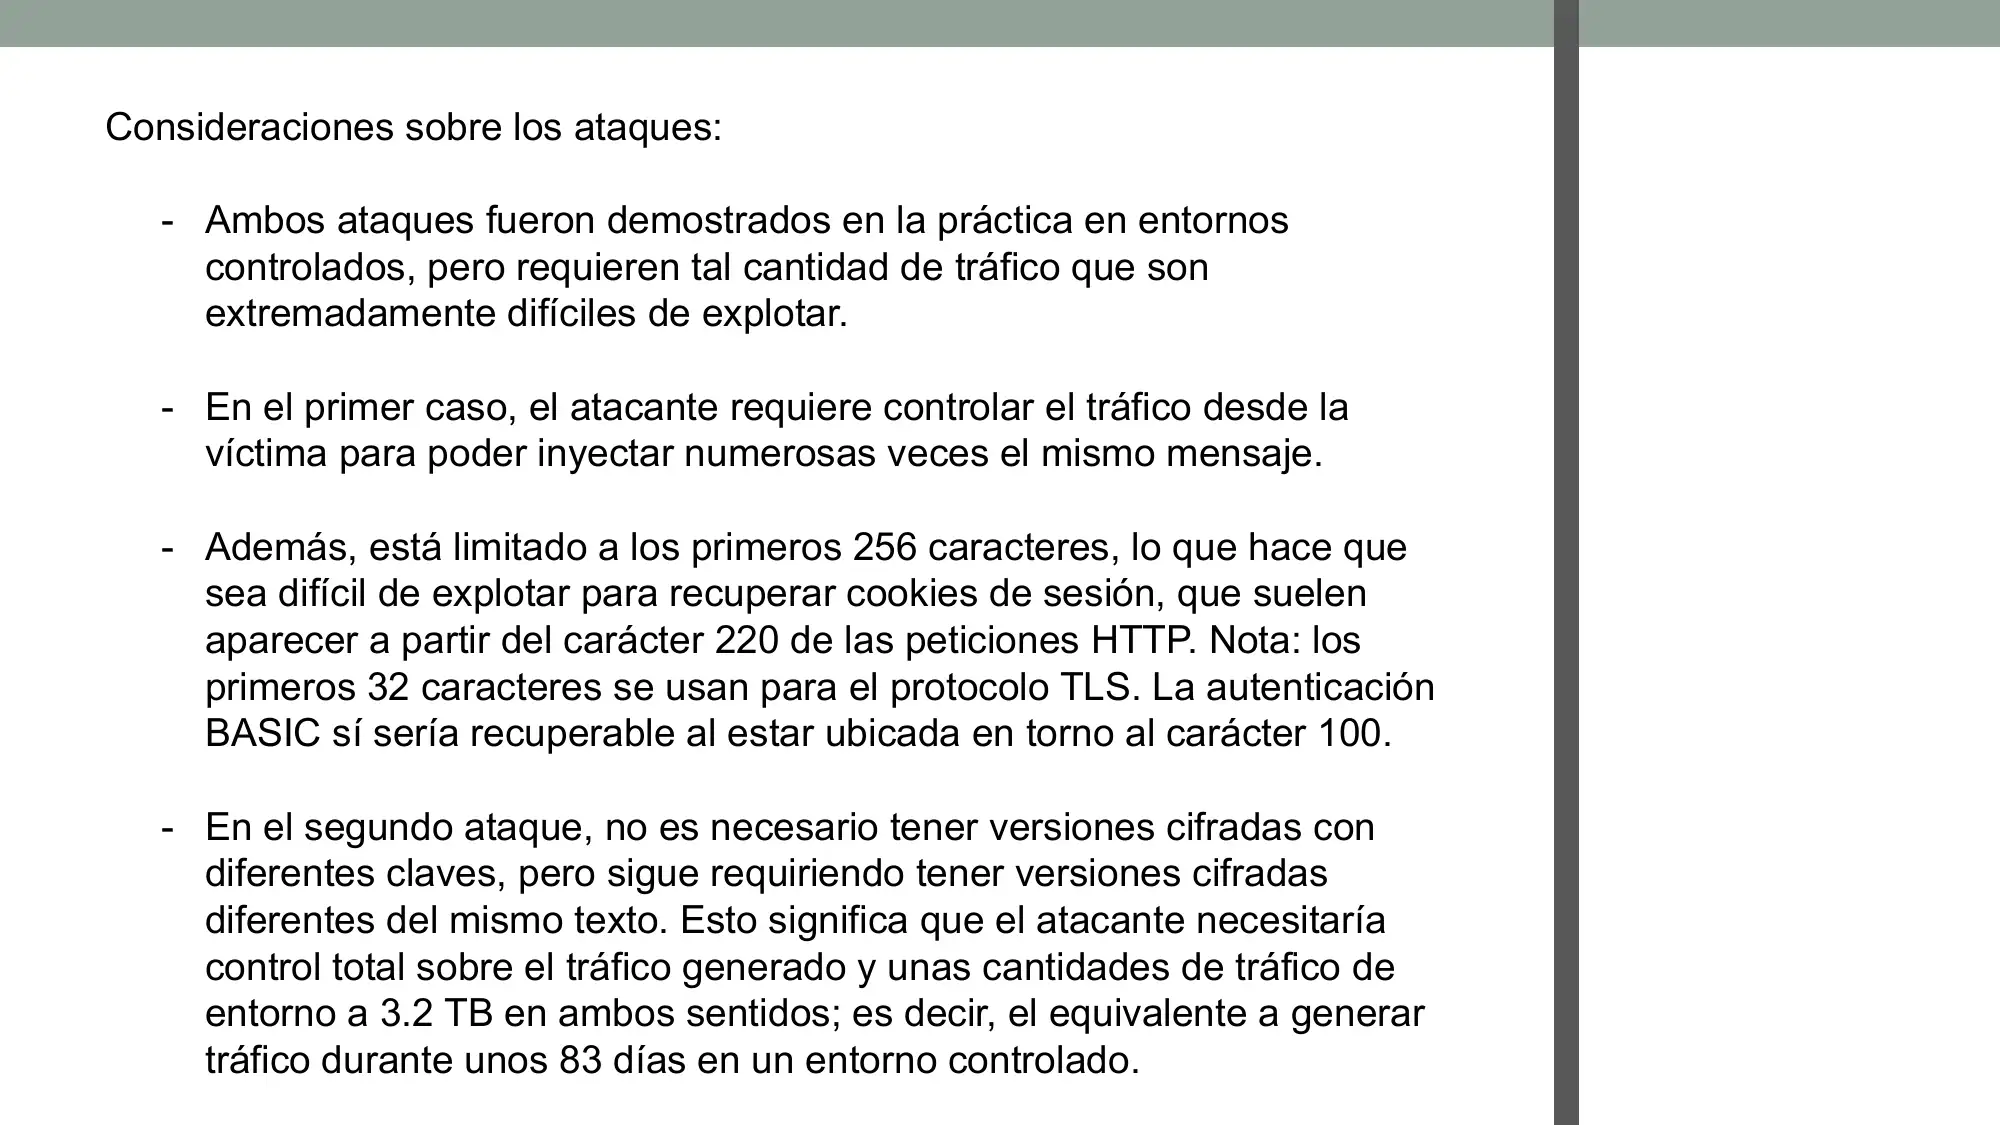 Consideraciones sobre los ataques:
- Ambos ataques fueron demostrados en la práctica en entornos
controlados, pero requieren tal cantidad de tráfico que son
extremadamente difíciles de explotar.
- En el primer caso, el atacante requiere controlar el tráfico desde la
víctima para poder inyectar numerosas veces el mismo mensaje.
- Además, está limitado a los primeros 256 caracteres, lo que hace que
sea difícil de explotar para recuperar cookies de sesión, que suelen
aparecer a partir del carácter 220 de las peticiones HTTP. Nota: los
primeros 32 caracteres se usan para el protocolo TLS. La autenticación
BASIC sí sería recuperable al estar ubicada en torno al carácter 100.
- En el segundo ataque, no es necesario tener versiones cifradas con
diferentes claves, pero sigue requiriendo tener versiones cifradas
diferentes del mismo texto. Esto significa que el atacante necesitaría
control total sobre el tráfico generado y unas cantidades de tráfico de
entorno a 3.2 TB en ambos sentidos; es decir, el equivalente a generar
tráfico durante unos 83 días en un entorno controlado.